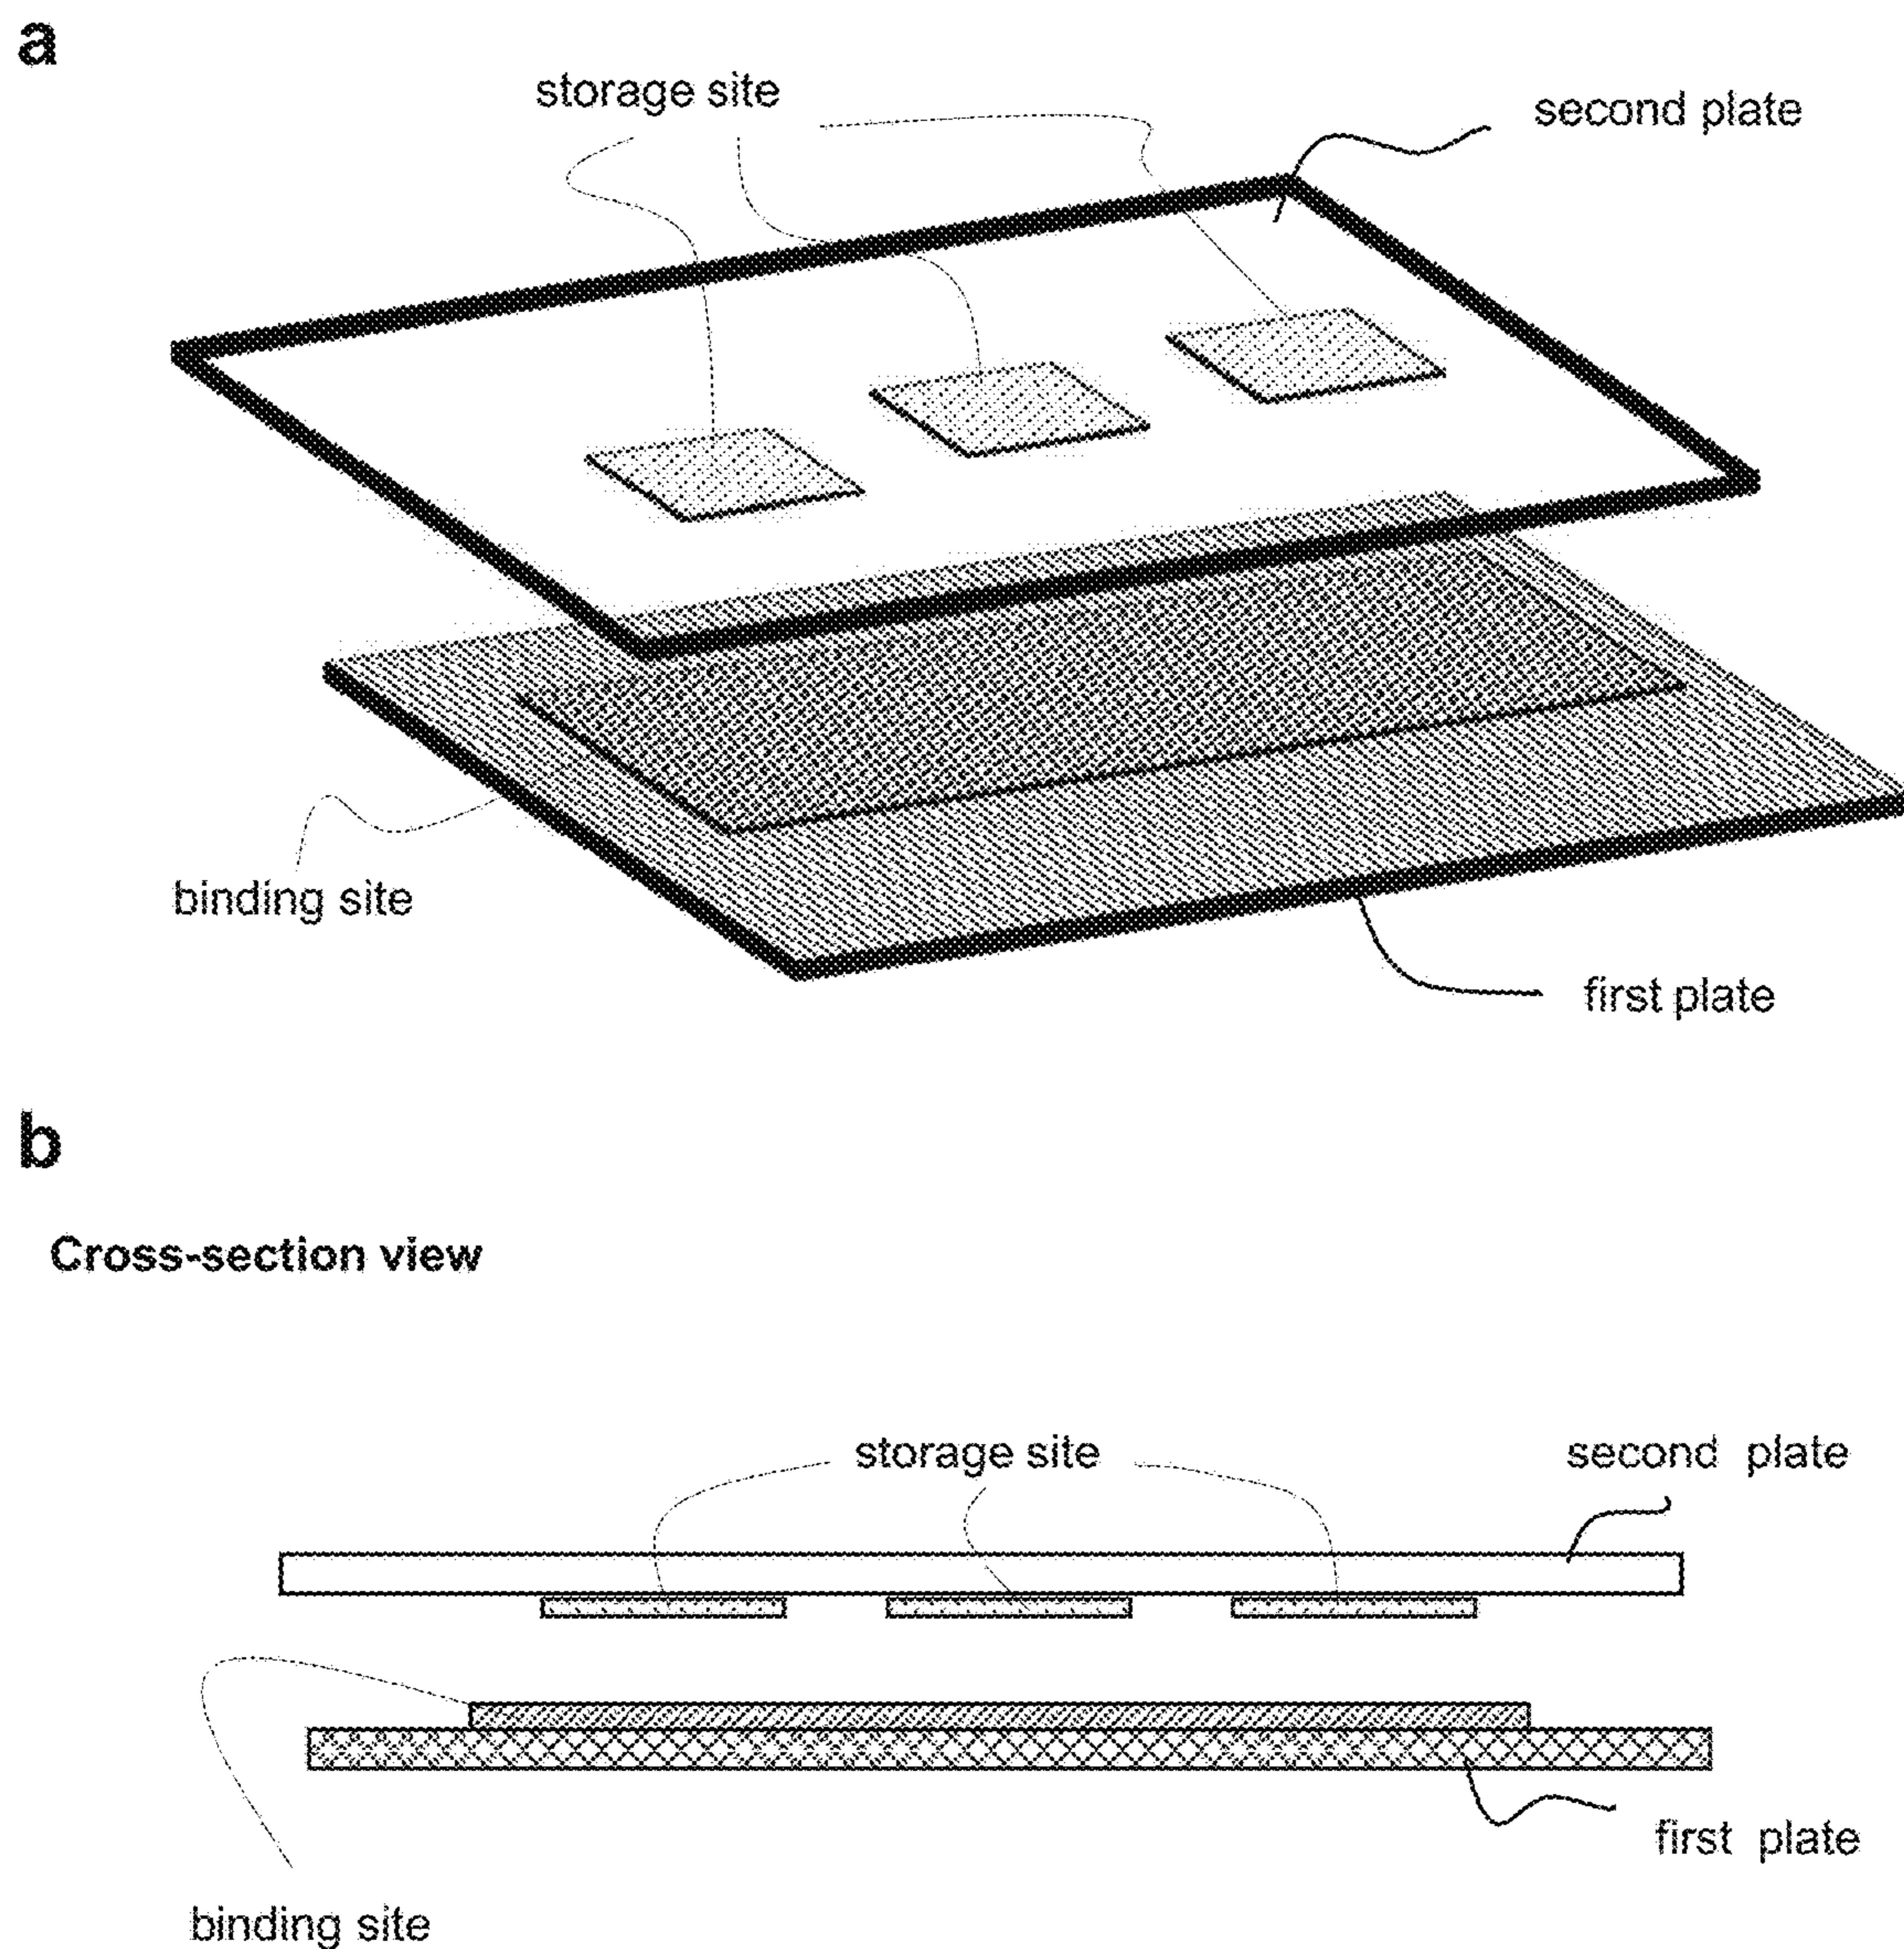 a
storage site
second plate
binding site
first plate
b
Cross-section view
storage site
second plate
first plate
binding site